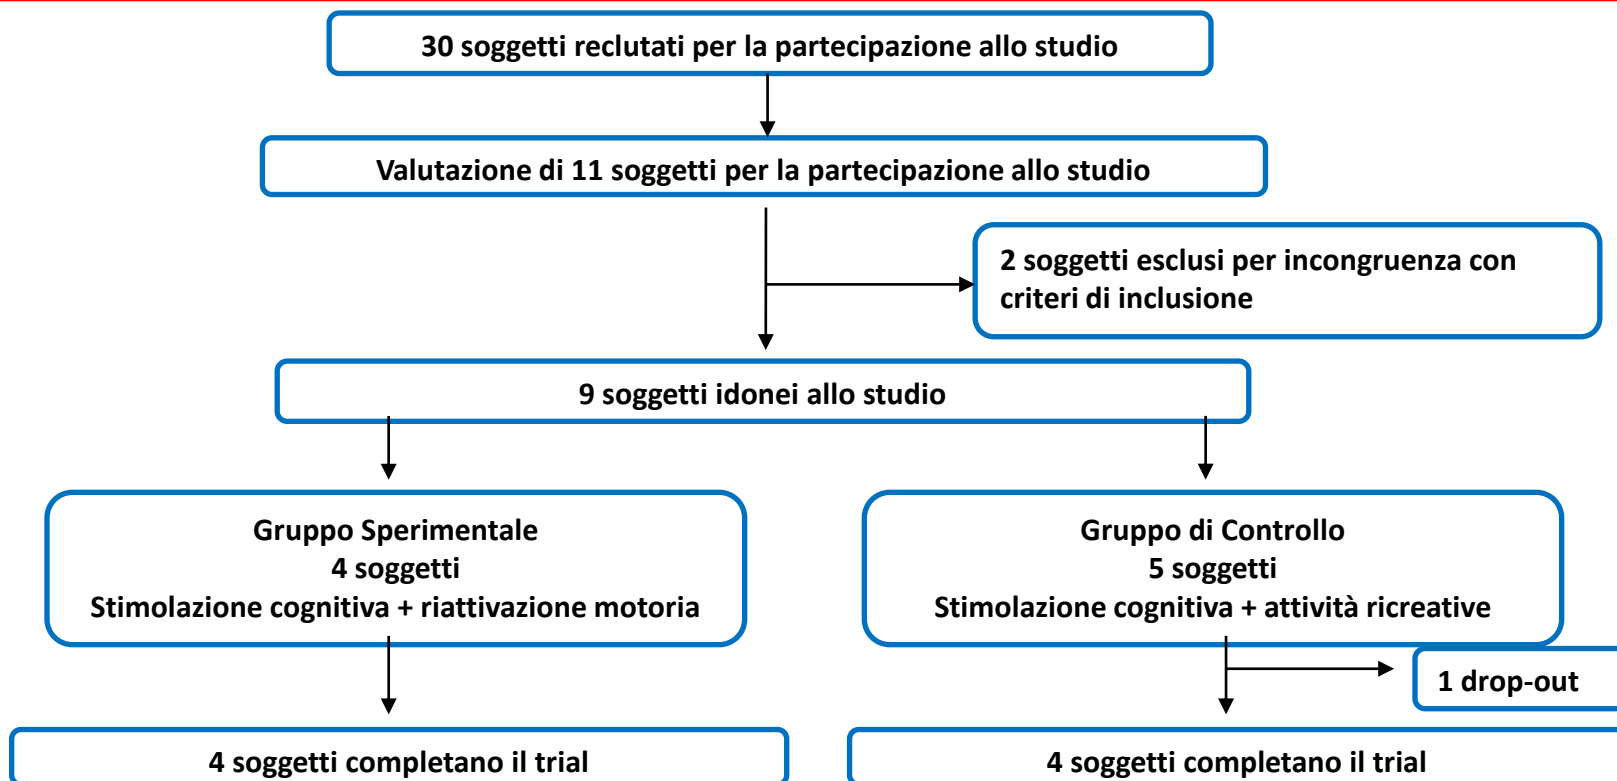 30 soggetti reclutati per la partecipazione allo studio
Valutazione di 11 soggetti per la partecipazione allo studio
2 soggetti esclusi per incongruenza con
criteri di inclusione
9 soggetti idonei allo studio
Gruppo Sperimentale
4 soggetti
Stimolazione cognitiva + riattivazione motoria
Gruppo di Controllo
5 soggetti
Stimolazione cognitiva + attività ricreative
1 drop-out
4 soggetti completano il trial
4 soggetti completano il trial